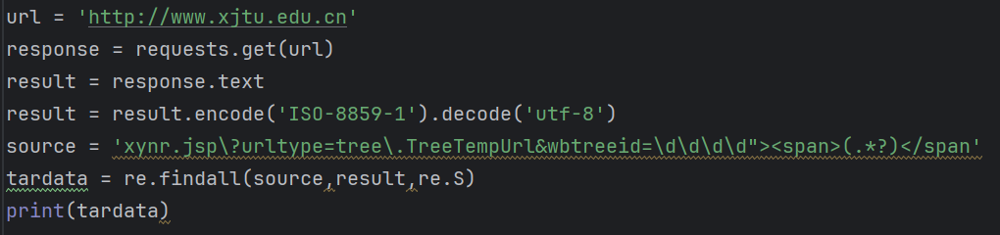 url = 'http://www.xjtu.edu.cn'
response = requests.get(url)
result = response.text
result = result.encode('ISO-8859-1').decode('utf-8')
source = 'xynr.jsp\?urltype=tree\.TreeTempUrl&wbtreeid=\d\d\d\d"><span>(.*?)</span'
tardata = re.findall(source,result,re.S)
print(tardata)